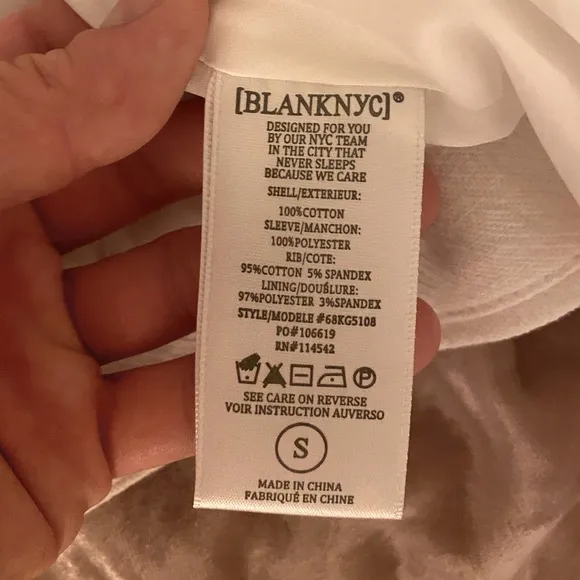 [BLANKNYC]®
DESIGNED FOR YOU
BY OUR NYC TEAM
IN THE CITY THAT
NEVER SLEEPS
BECAUSE WE CARE
SHELL/EXTERIEUR:
100%COTTON
SLEEVE/MANCHON:
100%POLYESTER
RIB/COTE:
95%COTTON 5% SPANDEX
LINING/DOUBLURE:
97%POLYESTER 3%SPANDEX
STYLE/MODELE #68KG5108
PO#106619
RN#114542
P
SEE CARE ON REVERSE
VOIR INSTRUCTION AUVERSO
S
MADE IN CHINA
FABRIQUÉ EN CHINE